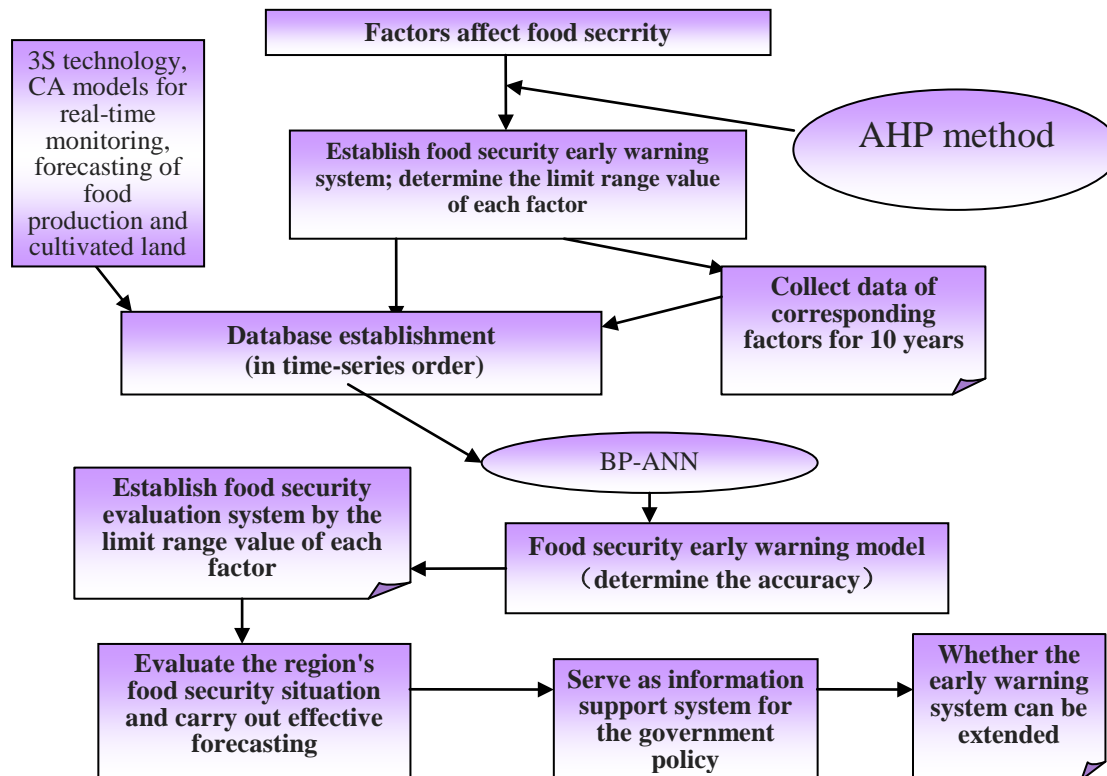 Factors affect food secrrity
3S technology,
CA models for
real-time
monitoring,
forecasting of
food
production and
cultivated land
AHP method
Establish food security early warning
system; determine the limit range value
of each factor
Collect data of
corresponding
factors for 10 years
Database establishment
(in time-series order)
BP-ANN
Establish food security
evaluation system by the
limit range value of each
factor
Food security early warning model
（determine the accuracy）
Evaluate the region's
food security situation
and carry out effective
forecasting
Serve as information
support system for
the government
policy
Whether the
early warning
system can be
extended